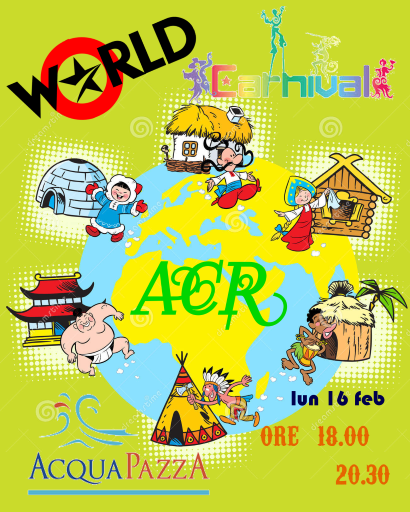 WORLD
Carnival
ACR
lun 16 feb
ORE 18.00
20.30
ACQUAPAZZA